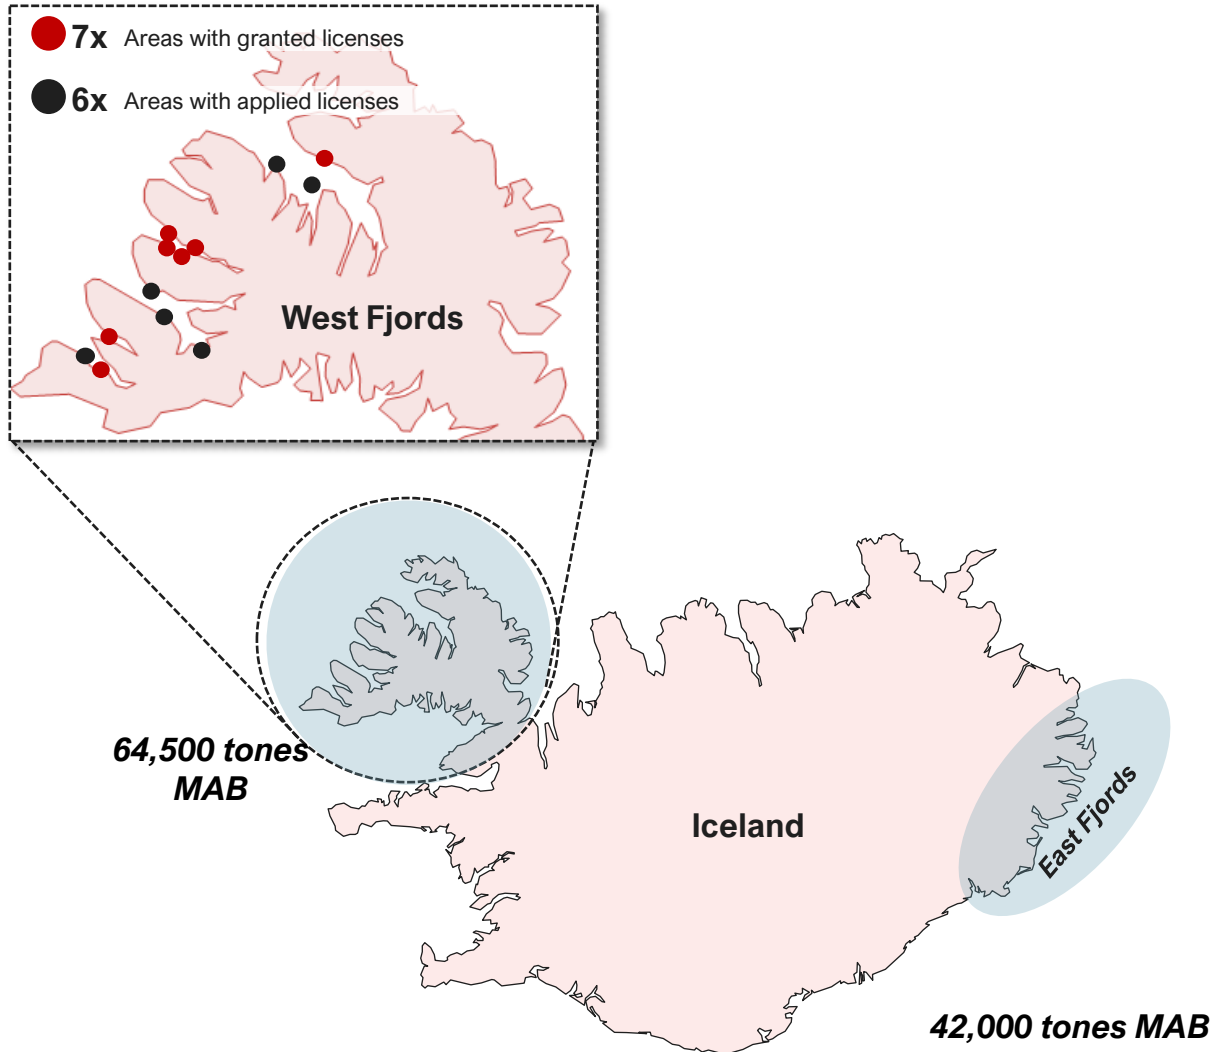 7x Areas with granted licenses
6x Areas with applied licenses
West Fjords
64,500 tones
MAB
Iceland
East Fjords
42,000 tones MAB